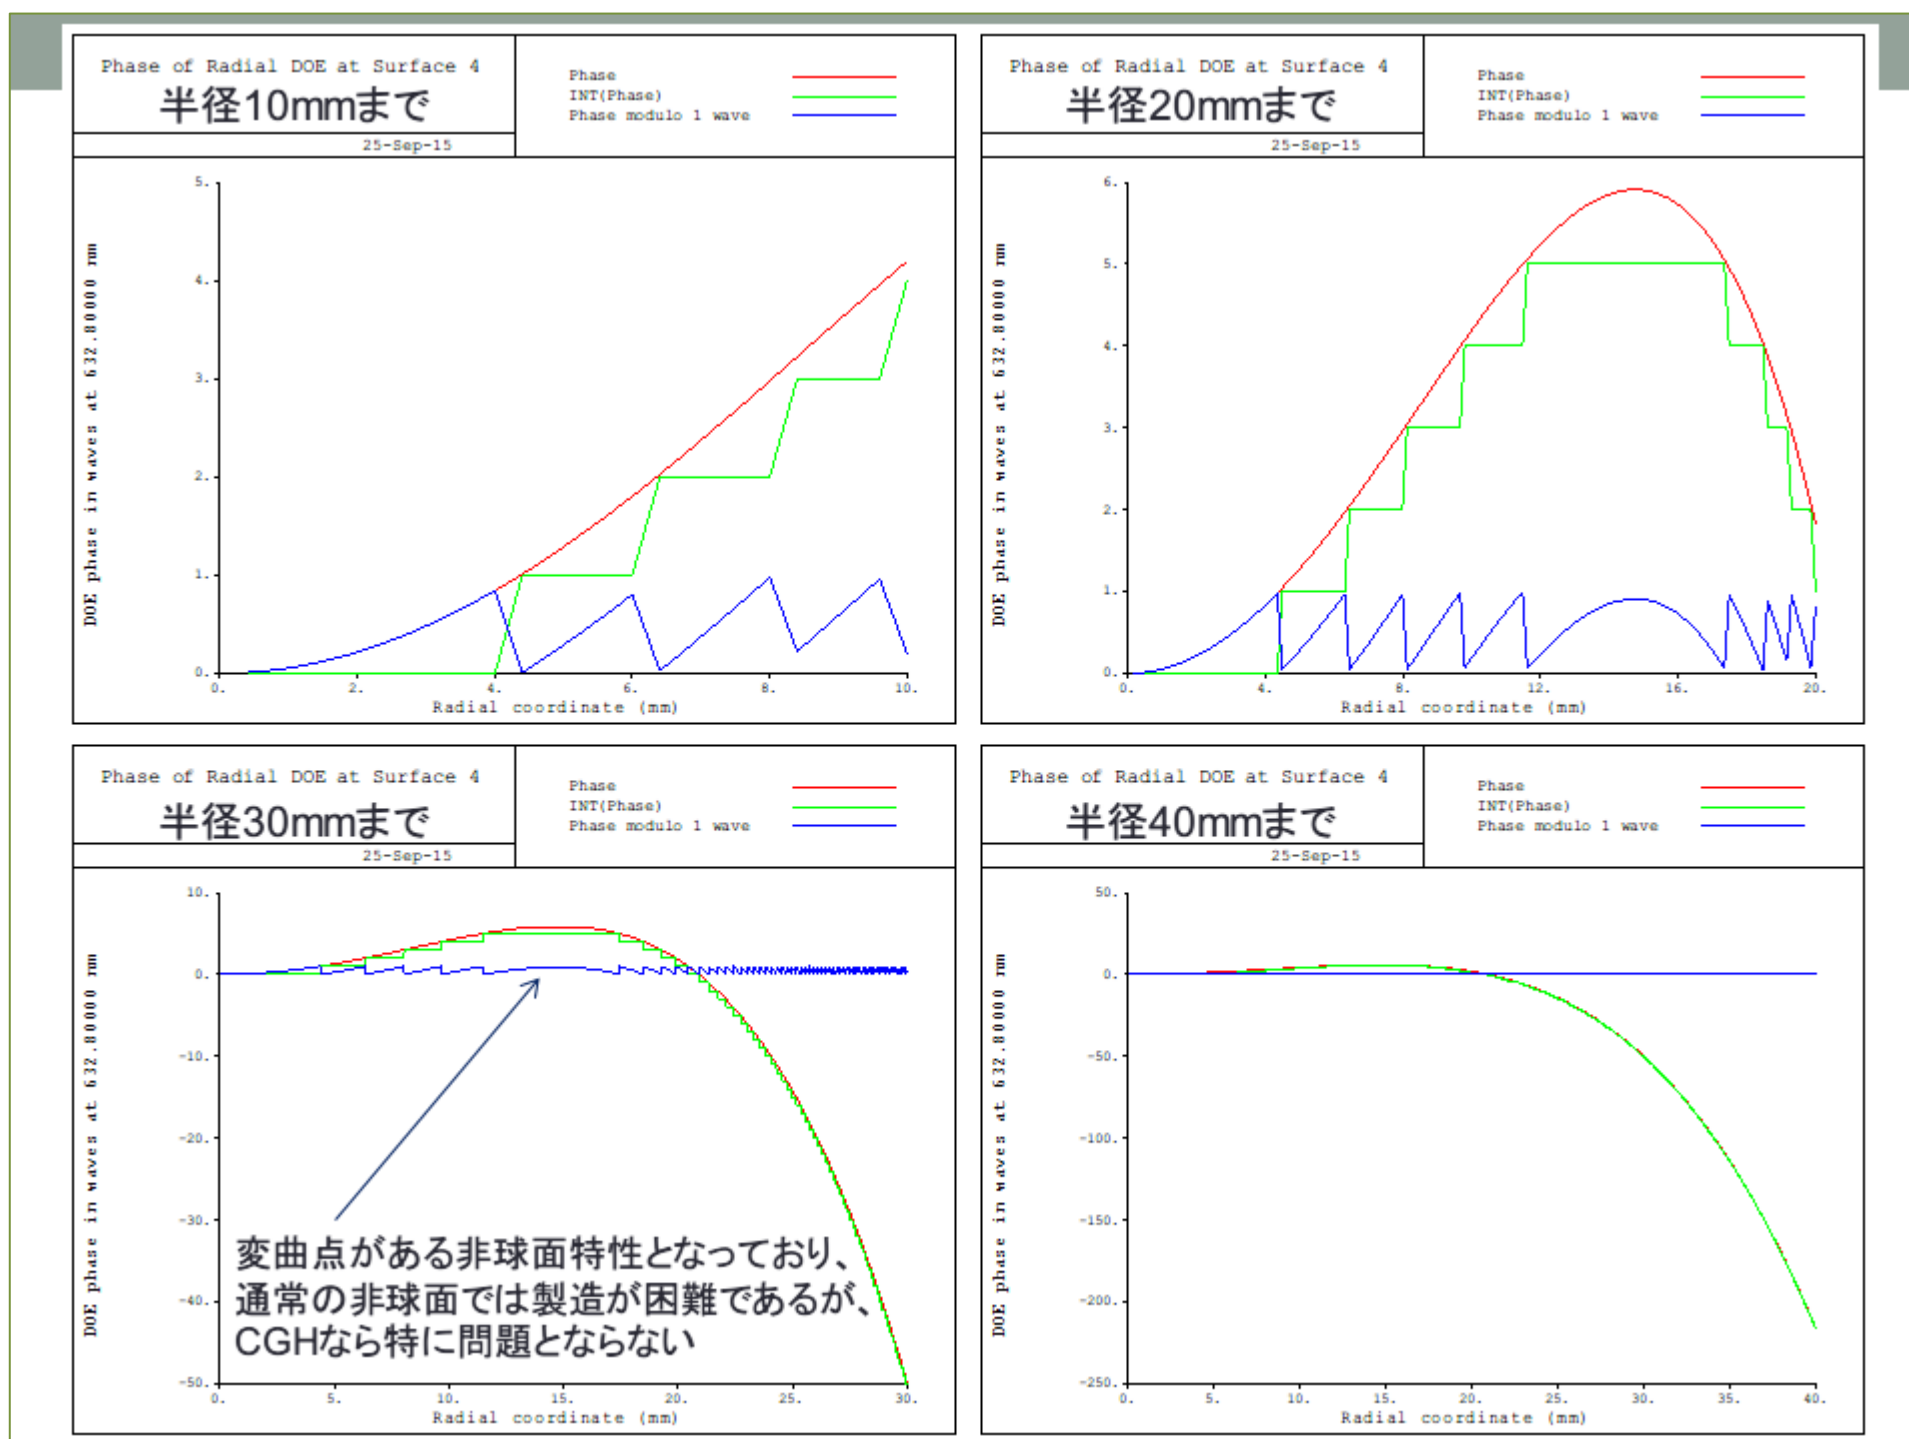 Phase of Radial DOE at Surface 4
半径10mmまで
25-Sep-15
Phase
INT(Phase)
Phase modulo 1 wave
DOE phase in waves at 632.80000 nm
5.
4.
3.
2.
1.
0.
0. 2. 4. 6. 8. 10.
Radial coordinate (mm)
Phase of Radial DOE at Surface 4
半径20mmまで
25-Sep-15
Phase
INT(Phase)
Phase modulo 1 wave
DOE phase in waves at 632.80000 nm
6.
5.
4.
3.
2.
1.
0.
0. 4. 8. 12. 16. 20.
Radial coordinate (mm)
Phase of Radial DOE at Surface 4
半径30mmまで
25-Sep-15
Phase
INT(Phase)
Phase modulo 1 wave
DOE phase in waves at 632.80000 nm
10.
0.
-10.
-20.
-30.
-40.
-50.
変曲点がある非球面特性となっており、
通常の非球面では製造が困難であるが、
CGHなら特に問題とならない
0. 5. 10. 15. 20. 25. 30.
Radial coordinate (mm)
Phase of Radial DOE at Surface 4
半径40mmまで
25-Sep-15
Phase
INT(Phase)
Phase modulo 1 wave
DOE phase in waves at 632.80000 nm
50.
0.
-50.
-100.
-150.
-200.
-250.
0. 5. 10. 15. 20. 25. 30. 35. 40.
Radial coordinate (mm)